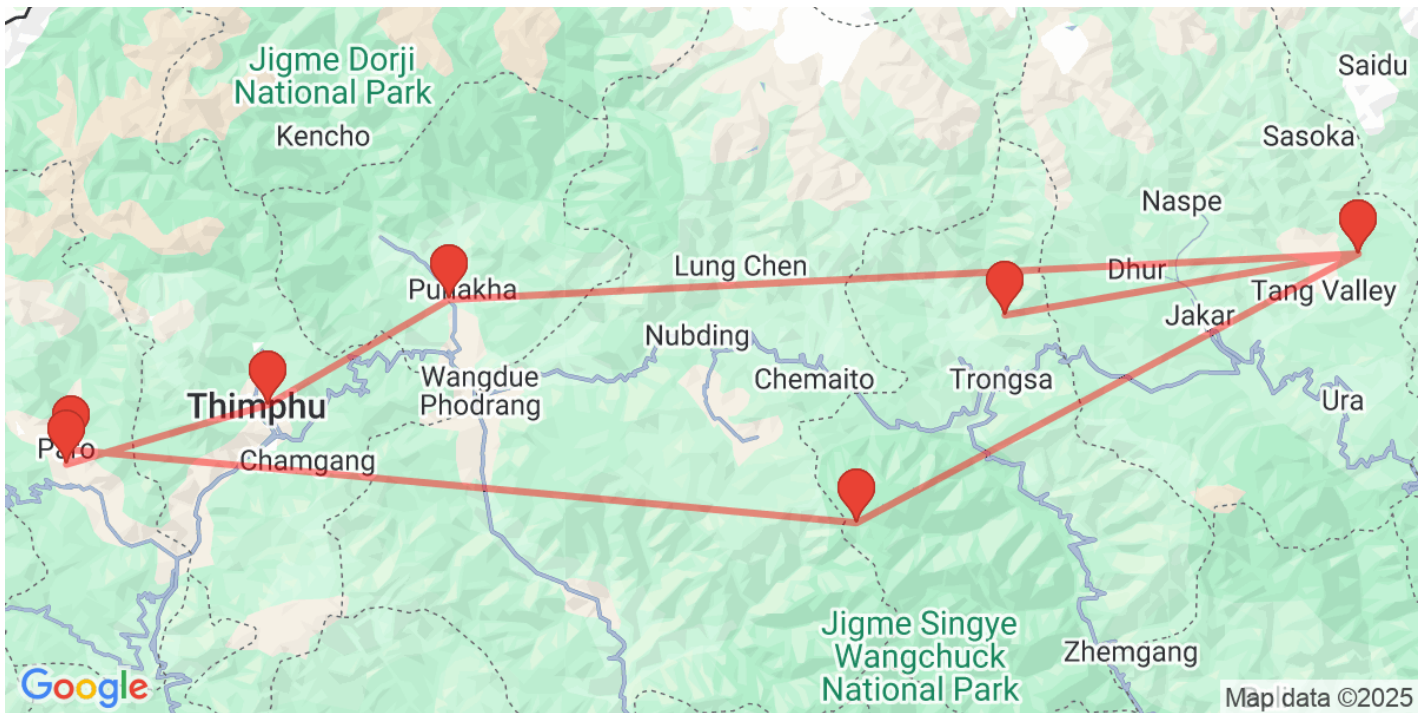 Jigme Dorji
National Park
Kencho
Saidu
Sasoka
Naspe
Lung Chen
Dhur
Tang Valley
Punakha
Jakar
Nubding
Chemaito
Trongsa
Wangdue
Phodrang
Ura
Thimphu
Paro
Chamgang
Jigme Singye
Wangchuck
National Park
Zhemgang
Google
Map data ©2025